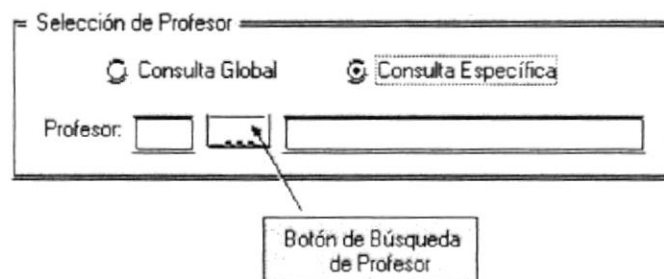 Selección de Profesor
Consulta Global
Consulta Específica
Profesor:
...
Botón de Búsqueda
de Profesor